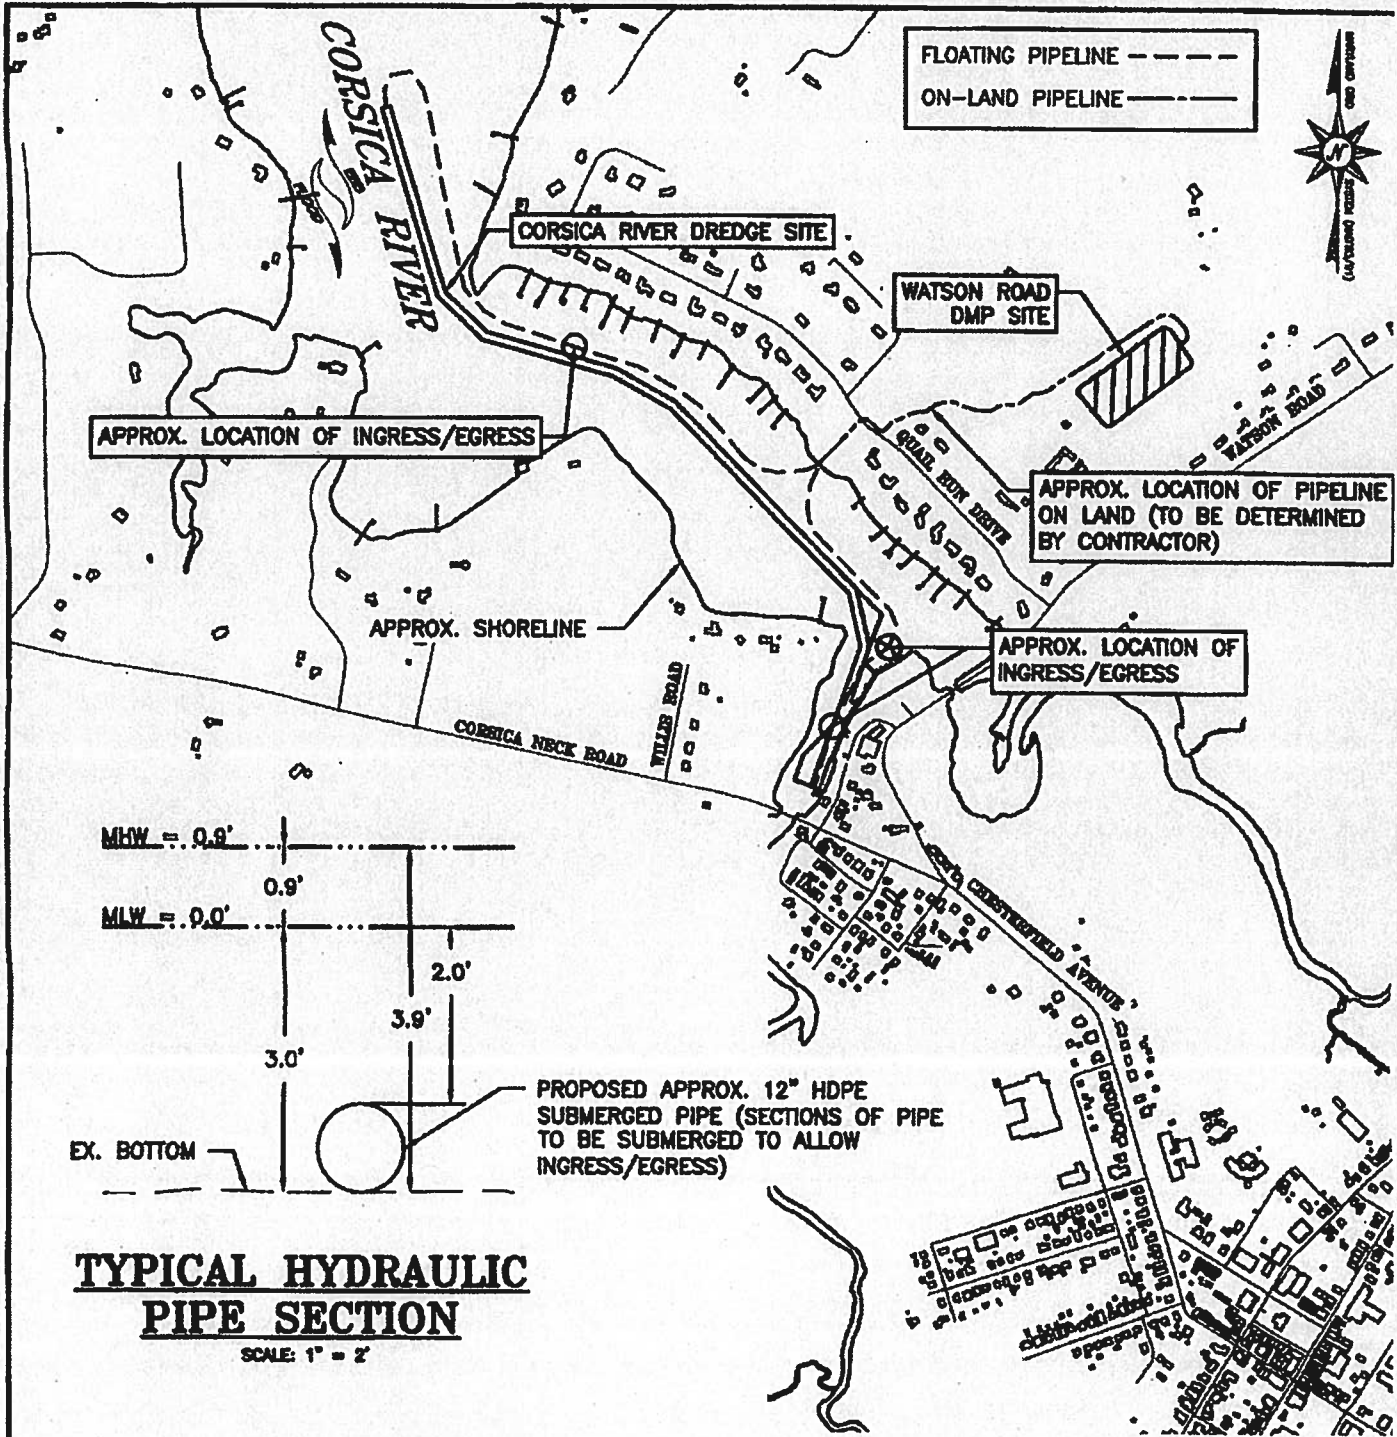 FLOATING PIPELINE
ON-LAND PIPELINE
N
CORSICA
RIVER
FLOOD
EBB
CORSICA RIVER DREDGE SITE
WATSON ROAD
DMP SITE
APPROX. LOCATION OF INGRESS/EGRESS
WATSON ROAD
QUAIL RUN DRIVE
APPROX. LOCATION OF PIPELINE
ON LAND (TO BE DETERMINED
BY CONTRACTOR)
APPROX. SHORELINE
APPROX. LOCATION OF
INGRESS/EGRESS
WILLIS ROAD
CORSICA NECK ROAD
CHESTERFIELD AVENUE
MHW = 0.9'
0.9'
MLW = 0.0'
2.0'
3.9'
3.0'
PROPOSED APPROX. 12" HDPE
SUBMERGED PIPE (SECTIONS OF PIPE
TO BE SUBMERGED TO ALLOW
INGRESS/EGRESS)
EX. BOTTOM
TYPICAL HYDRAULIC
PIPE SECTION
SCALE: 1" = 2'